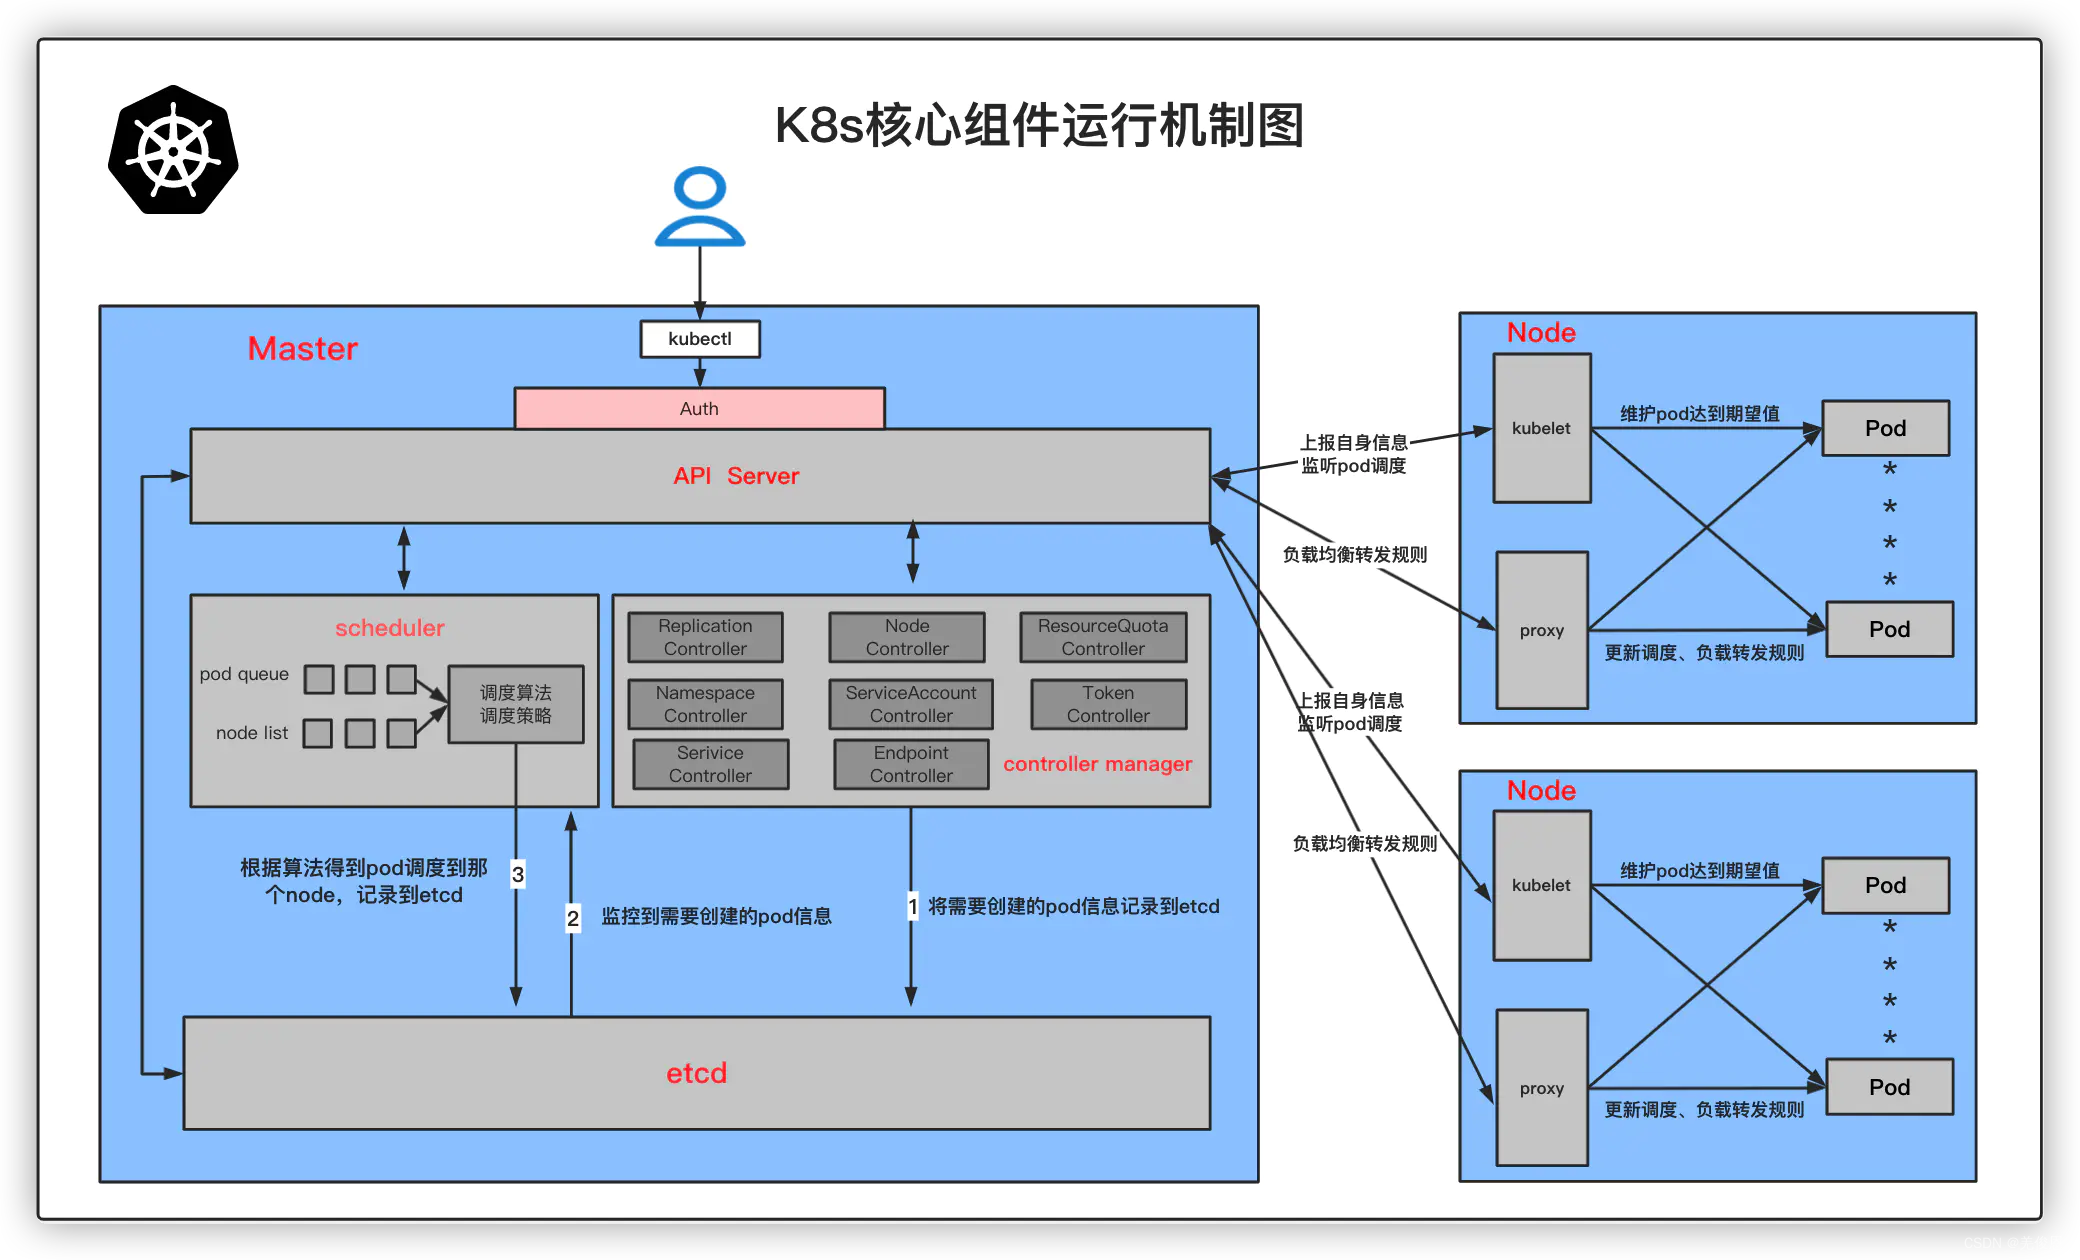 K8s核心组件运行机制图
Master
kubectl
Auth
API Server
scheduler
pod queue
node list
调度算法
调度策略
Replication
Controller
Node
Controller
ResourceQuota
Controller
Namespace
Controller
ServiceAccount
Controller
Token
Controller
Serivice
Controller
Endpoint
Controller
controller manager
根据算法得到pod调度到那
个node，记录到etcd
3
2
监控到需要创建的pod信息
1
将需要创建的pod信息记录到etcd
etcd
上报自身信息
监听pod调度
负载均衡转发规则
上报自身信息
监听pod调度
负载均衡转发规则
Node
kubelet
维护pod达到期望值
Pod
*
*
*
*
proxy
更新调度、负载转发规则
Pod
Node
kubelet
维护pod达到期望值
Pod
*
*
*
*
proxy
更新调度、负载转发规则
Pod